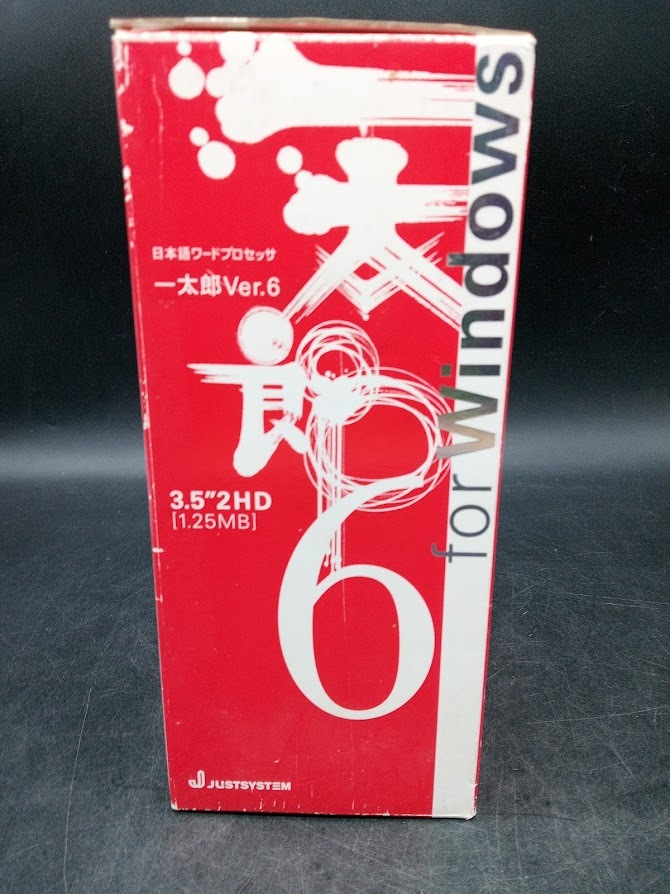 一太郎
6
for Windows
日本語ワードプロセッサ
一太郎Ver.6
3.5"2HD
[1.25MB]
JUSTSYSTEM